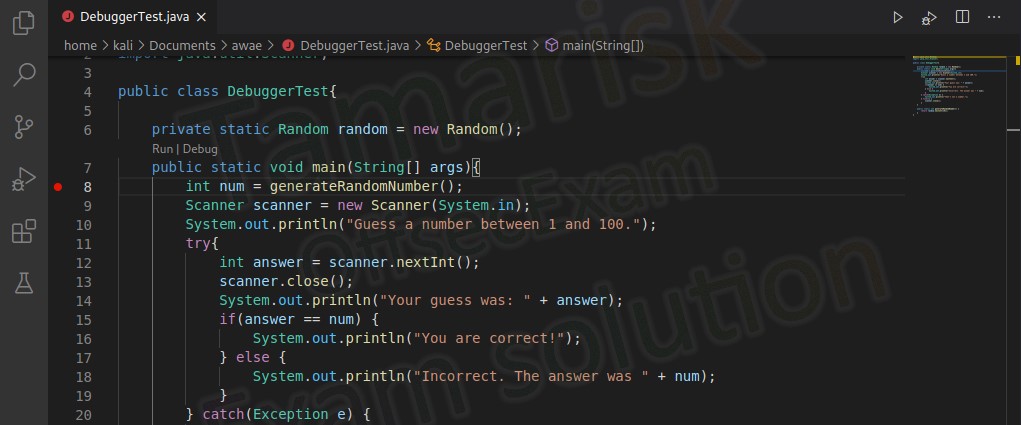 DebuggerTest.java
home > kali > Documents > awae > DebuggerTest.java > DebuggerTest > main(String[])
2 import java.util.Scanner;
3
4 public class DebuggerTest{
5
6 private static Random random = new Random();
Run | Debug
7 public static void main(String[] args){
8 int num = generateRandomNumber();
9 Scanner scanner = new Scanner(System.in);
10 System.out.println("Guess a number between 1 and 100.");
11 try{
12 int answer = scanner.nextInt();
13 scanner.close();
14 System.out.println("Your guess was: " + answer);
15 if(answer == num) {
16 System.out.println("You are correct!");
17 } else {
18 System.out.println("Incorrect. The answer was " + num);
19 }
20 } catch(Exception e) {
Tamarisk
OffsecExam
Exam solution